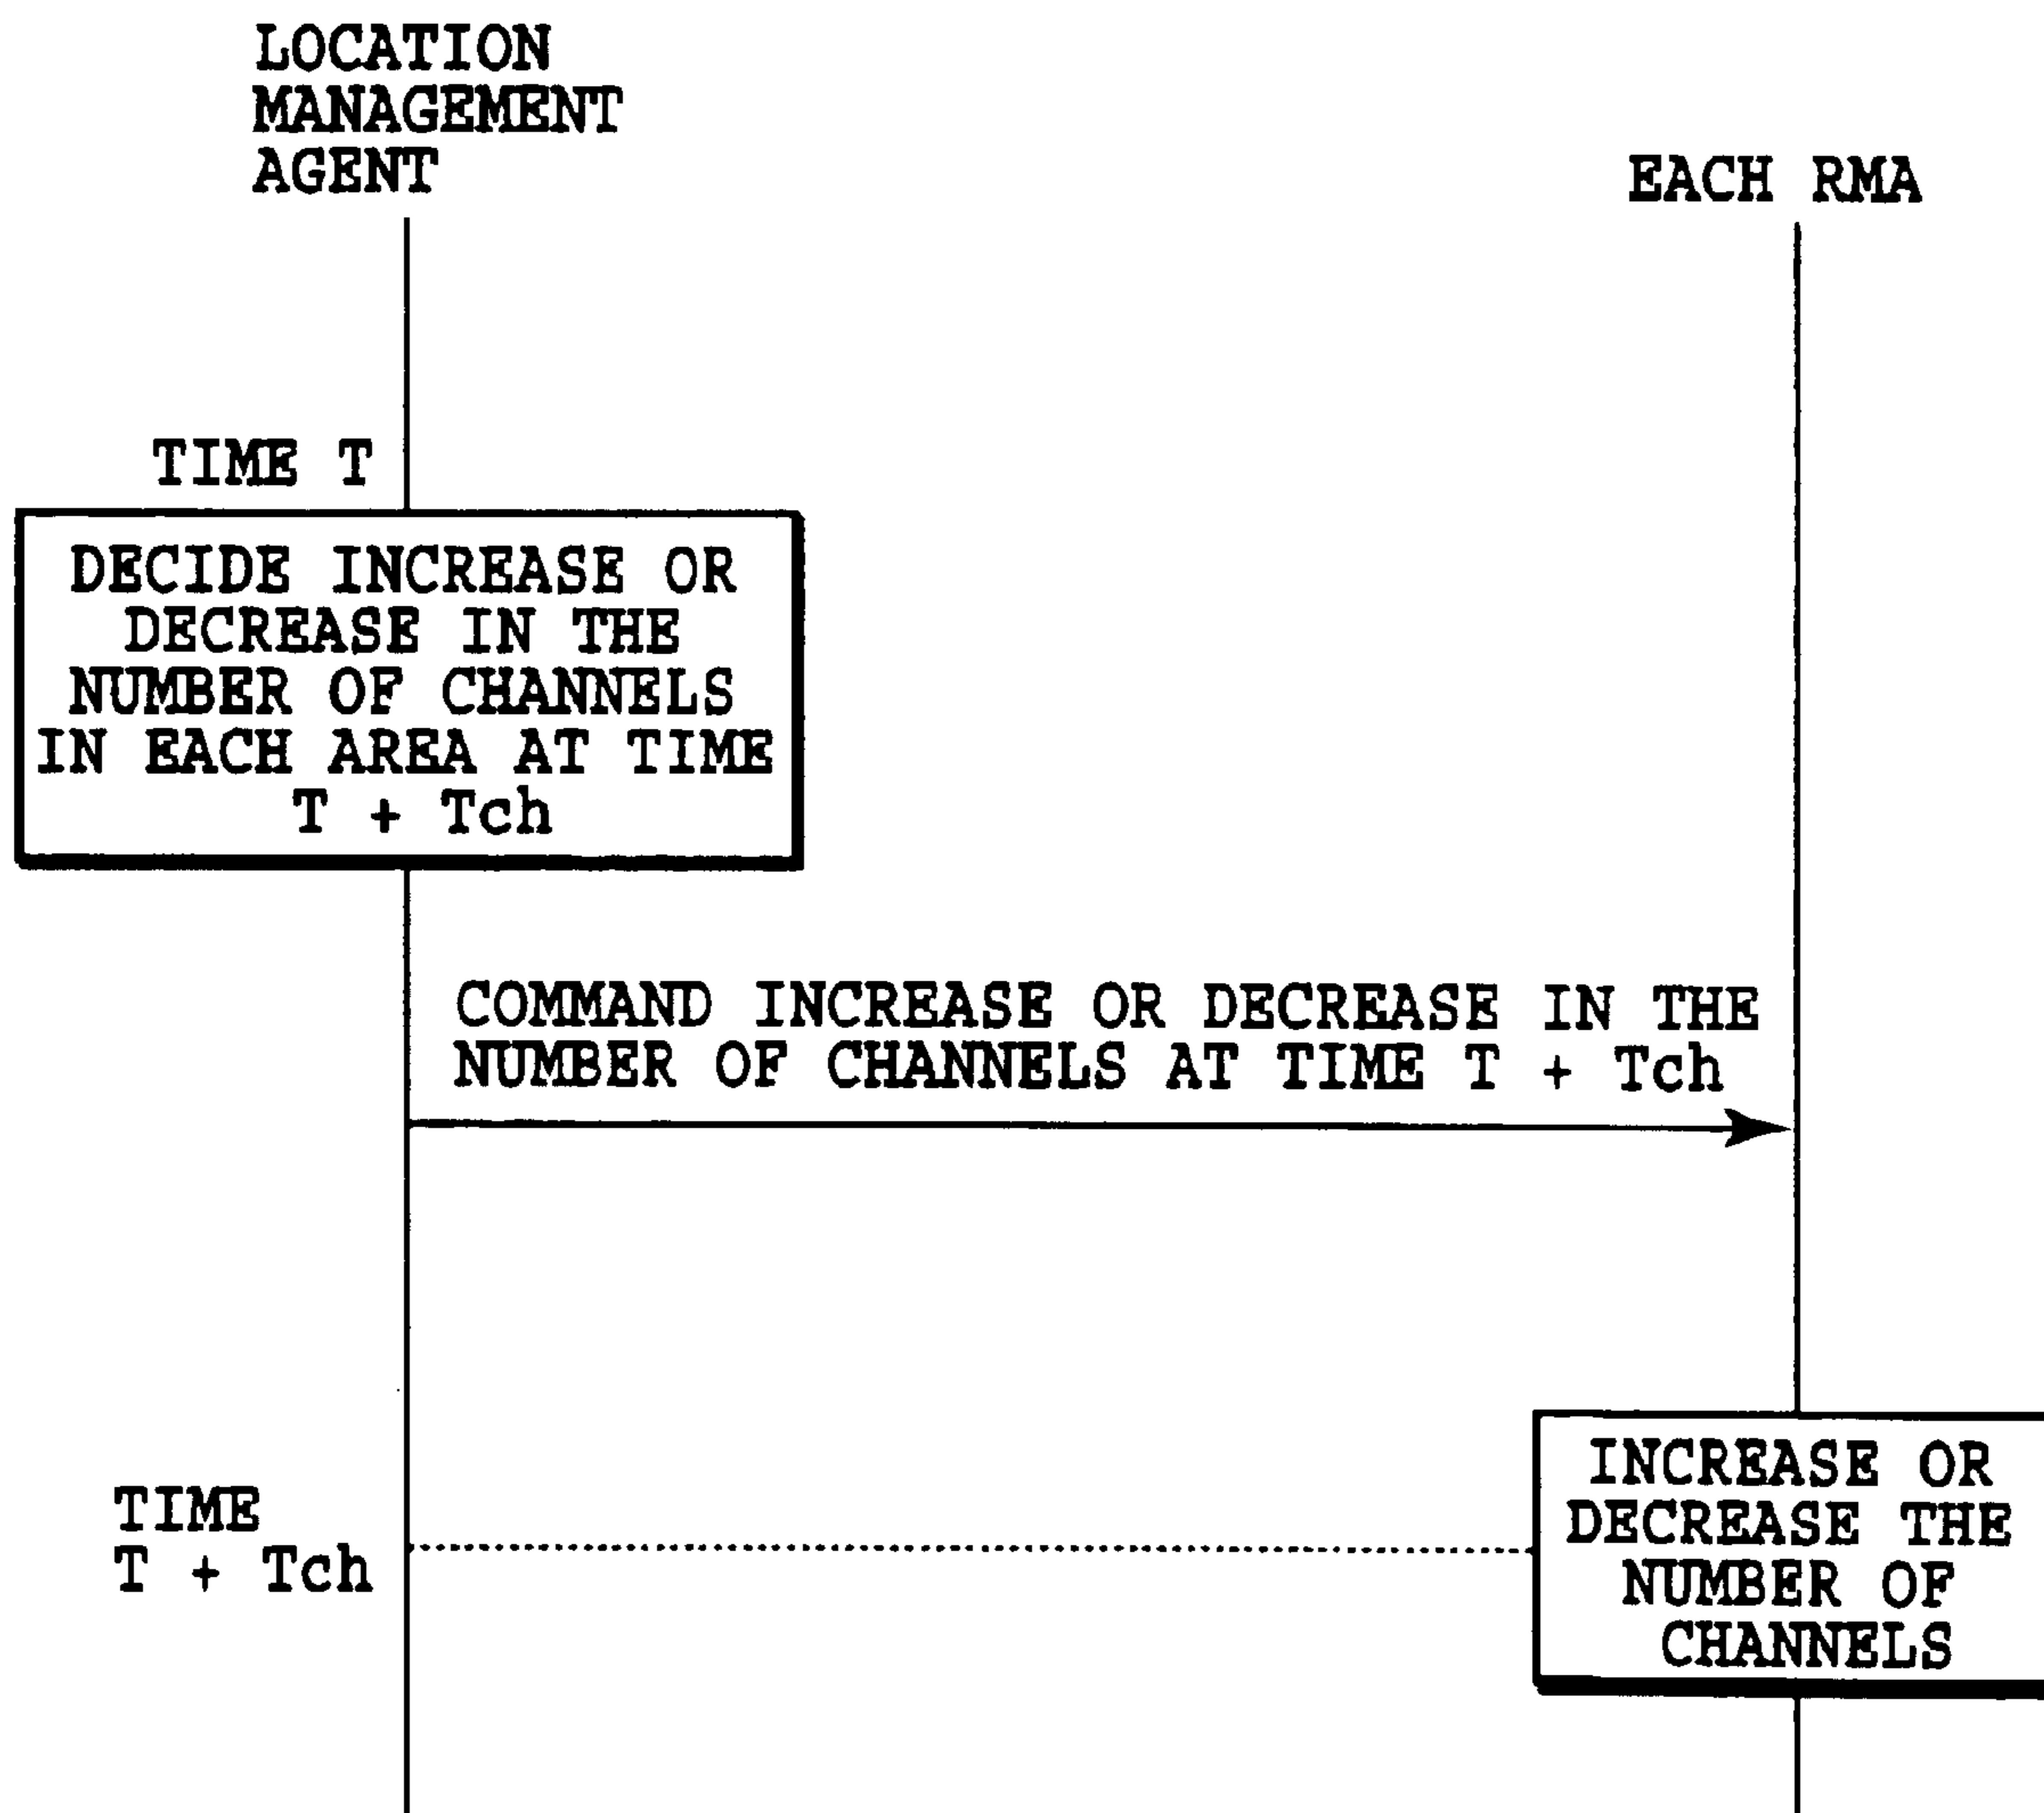 LOCATION
MANAGEMENT
AGENT
EACH RMA
TIME T
DECIDE INCREASE OR
DECREASE IN THE
NUMBER OF CHANNELS
IN EACH AREA AT TIME
T + Tch
COMMAND INCREASE OR DECREASE IN THE
NUMBER OF CHANNELS AT TIME T + Tch
TIME
T + Tch
INCREASE OR
DECREASE THE
NUMBER OF
CHANNELS